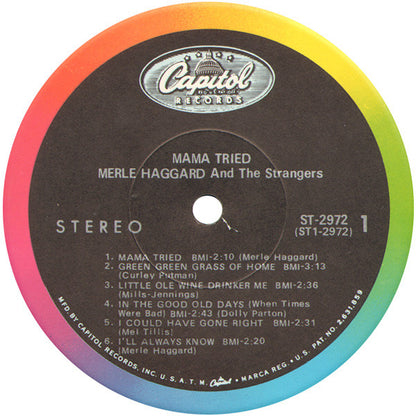 Capitol
RECORDS
MAMA TRIED
MERLE HAGGARD And The Strangers
STEREO
ST-2972
(ST1-2972)
1
1. MAMA TRIED BMI-2:10 (Merle Haggard)
2. GREEN GREEN GRASS OF HOME BMI-3:13
(Curley Putman)
3. LITTLE OLE WINE DRINKER ME BMI-2:36
(Mills-Jennings)
4. IN THE GOOD OLD DAYS (When Times
Were Bad) BMI-2:43 (Dolly Parton)
5. I COULD HAVE GONE RIGHT BMI-2:31
(Mel Tillis)
6. I'LL ALWAYS KNOW BMI-2:20
(Merle Haggard)
MFD. BY CAPITOL RECORDS, INC. U.S.A. T.M. Capitol • MARCA REG. • U.S. PAT. NO. 2,631,859